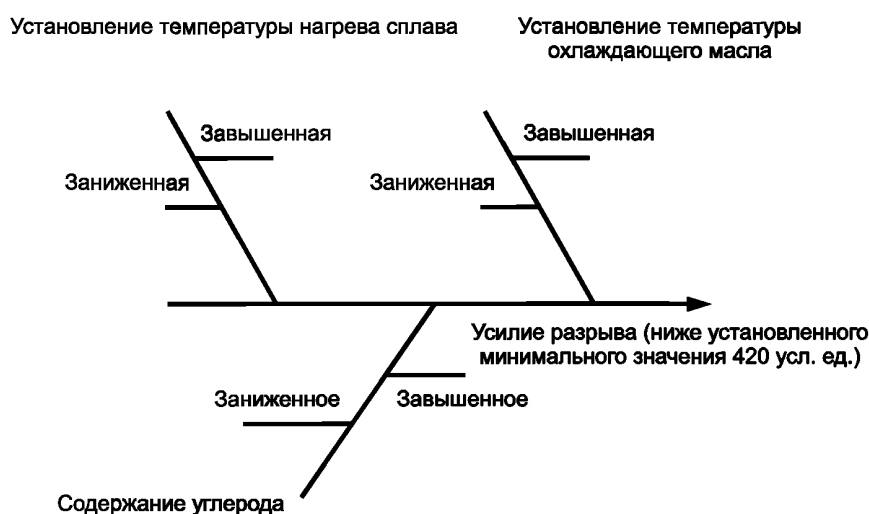 Установление температуры нагрева сплава
Установление температуры
охлаждающего масла
Завышенная
Заниженная
Завышенная
Заниженная
Усилие разрыва (ниже установленного
минимального значения 420 усл. ед.)
Заниженное
Завышенное
Содержание углерода